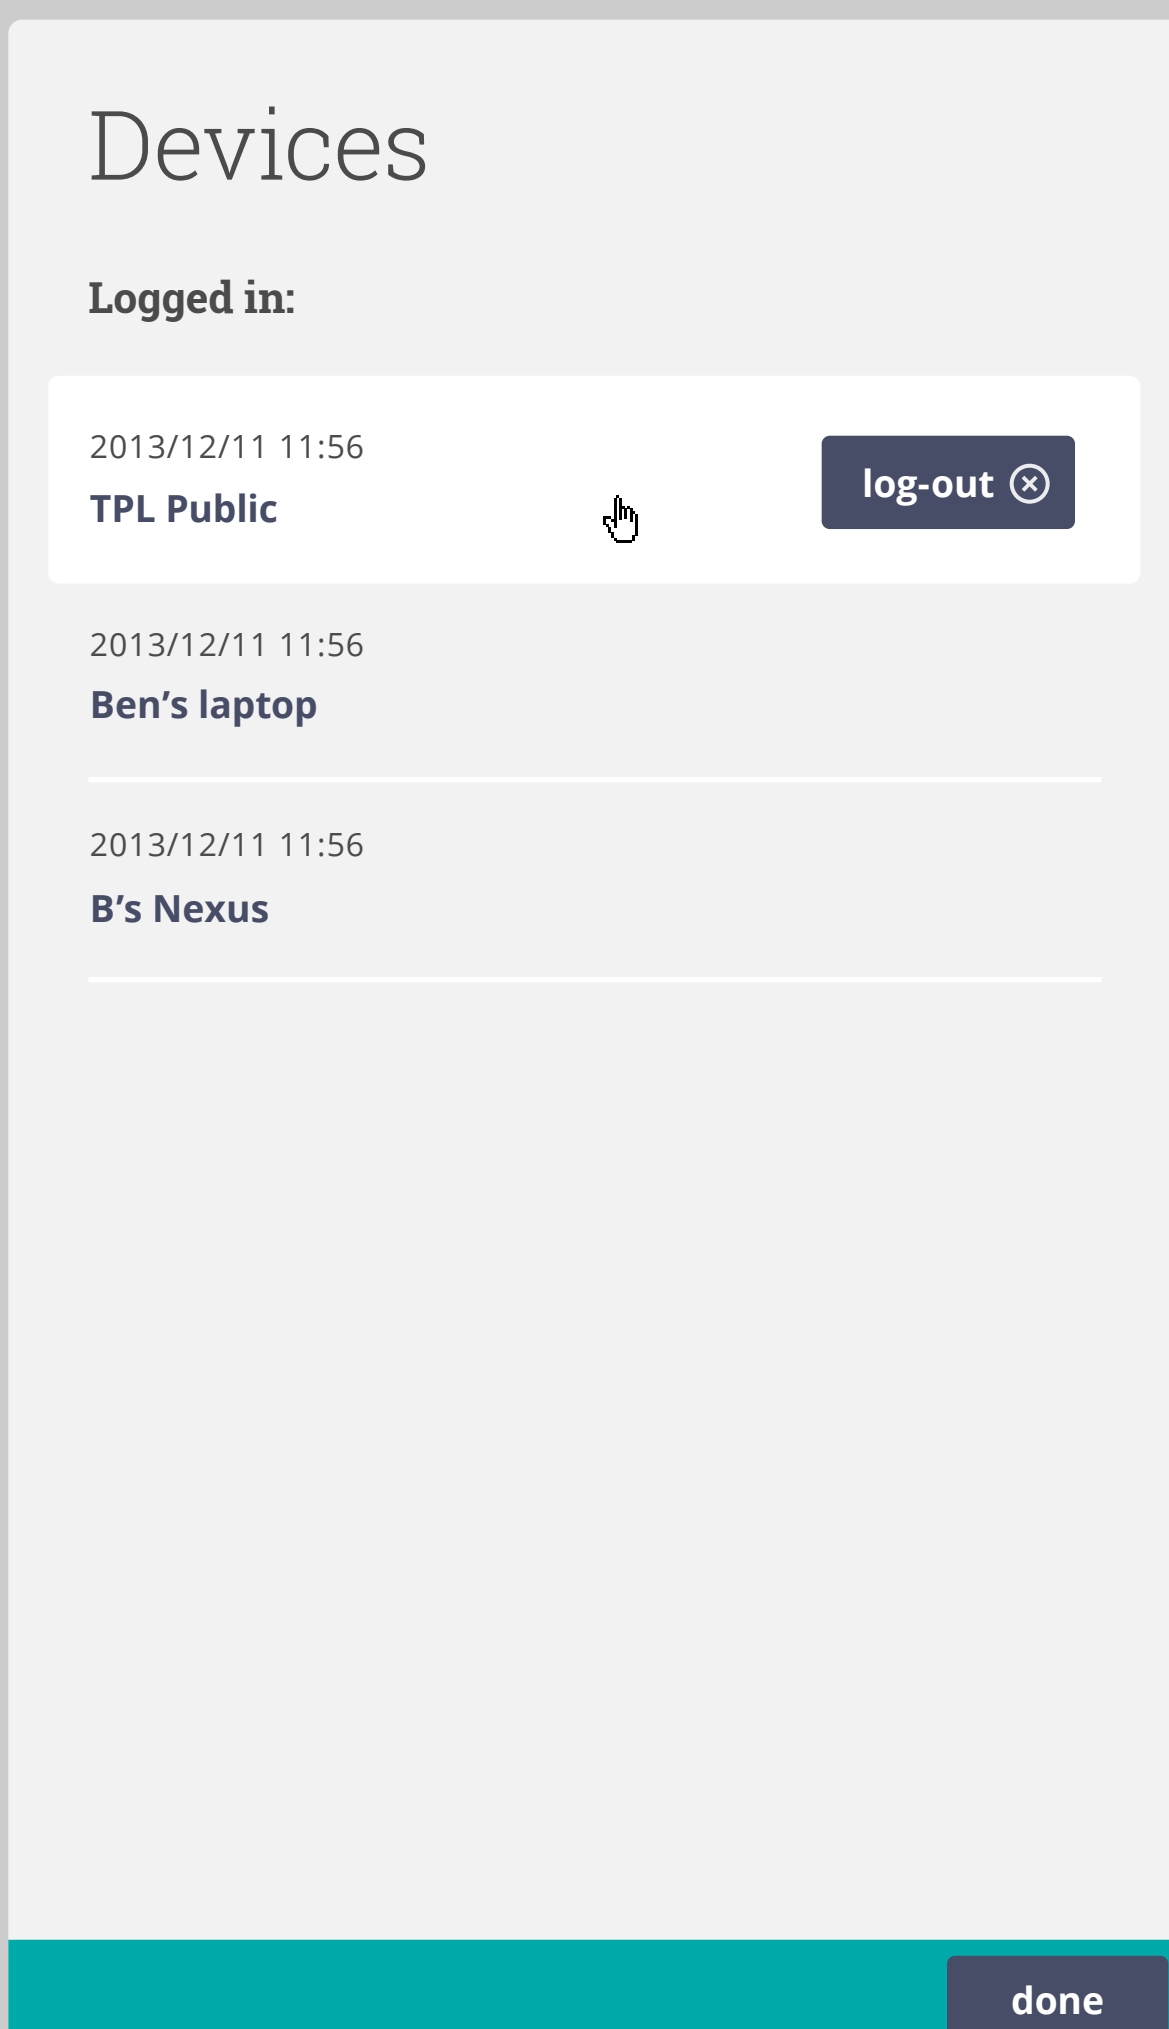 Devices
Logged in:
2013/12/11 11:56
TPL Public
log-out
2013/12/11 11:56
Ben’s laptop
2013/12/11 11:56
B’s Nexus
done